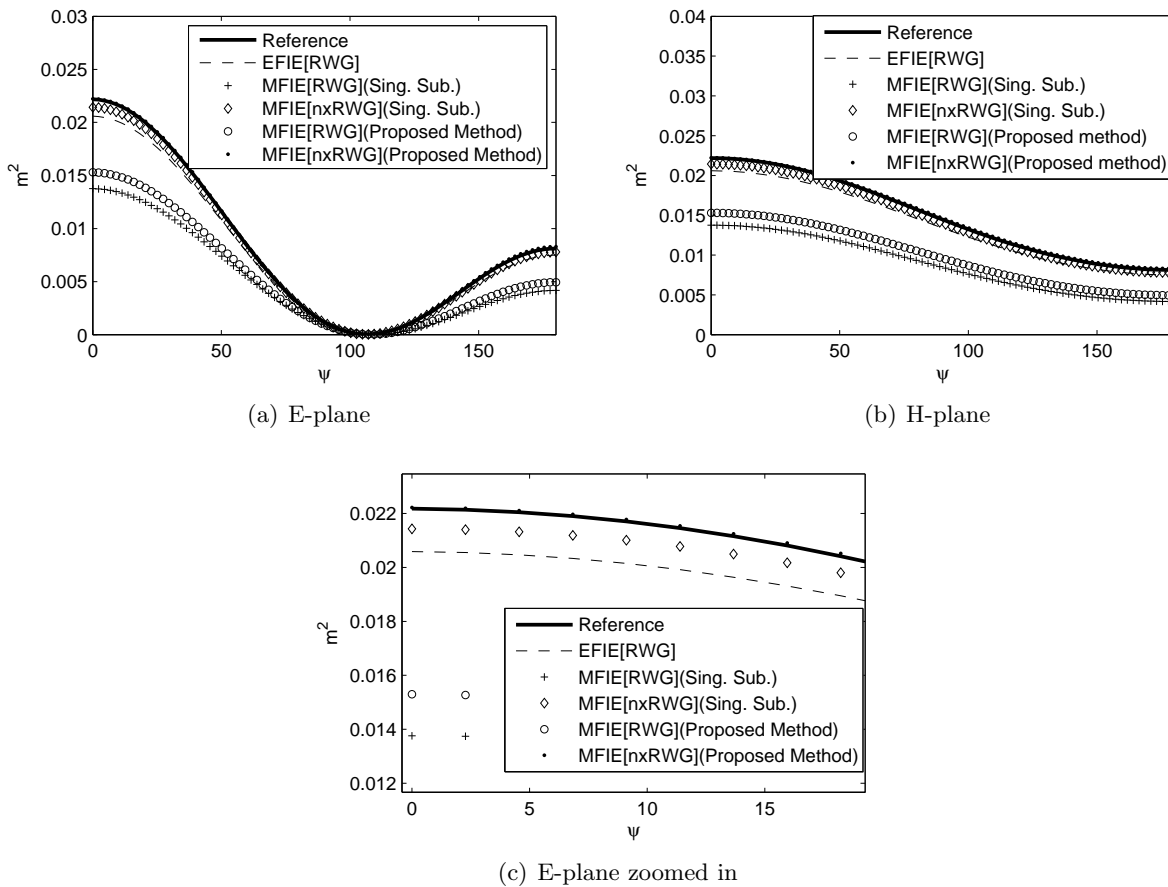 0.03
0.025
0.02
0.015
0.01
0.005
0
m²
0
50
100
150
ψ
Reference
EFIE[RWG]
MFIE[RWG](Sing. Sub.)
MFIE[nxRWG](Sing. Sub.)
MFIE[RWG](Proposed Method)
MFIE[nxRWG](Proposed Method)
(a) E-plane
0.04
0.035
0.03
0.025
0.02
0.015
0.01
0.005
0
m²
0
50
100
150
ψ
Reference
EFIE[RWG]
MFIE[RWG](Sing. Sub.)
MFIE[nxRWG](Sing. Sub.)
MFIE[RWG](Proposed method)
MFIE[nxRWG](Proposed method)
(b) H-plane
0.022
0.02
0.018
0.016
0.014
0.012
m²
0
5
10
15
ψ
Reference
EFIE[RWG]
MFIE[RWG](Sing. Sub.)
MFIE[nxRWG](Sing. Sub.)
MFIE[RWG](Proposed Method)
MFIE[nxRWG](Proposed Method)
(c) E-plane zoomed in